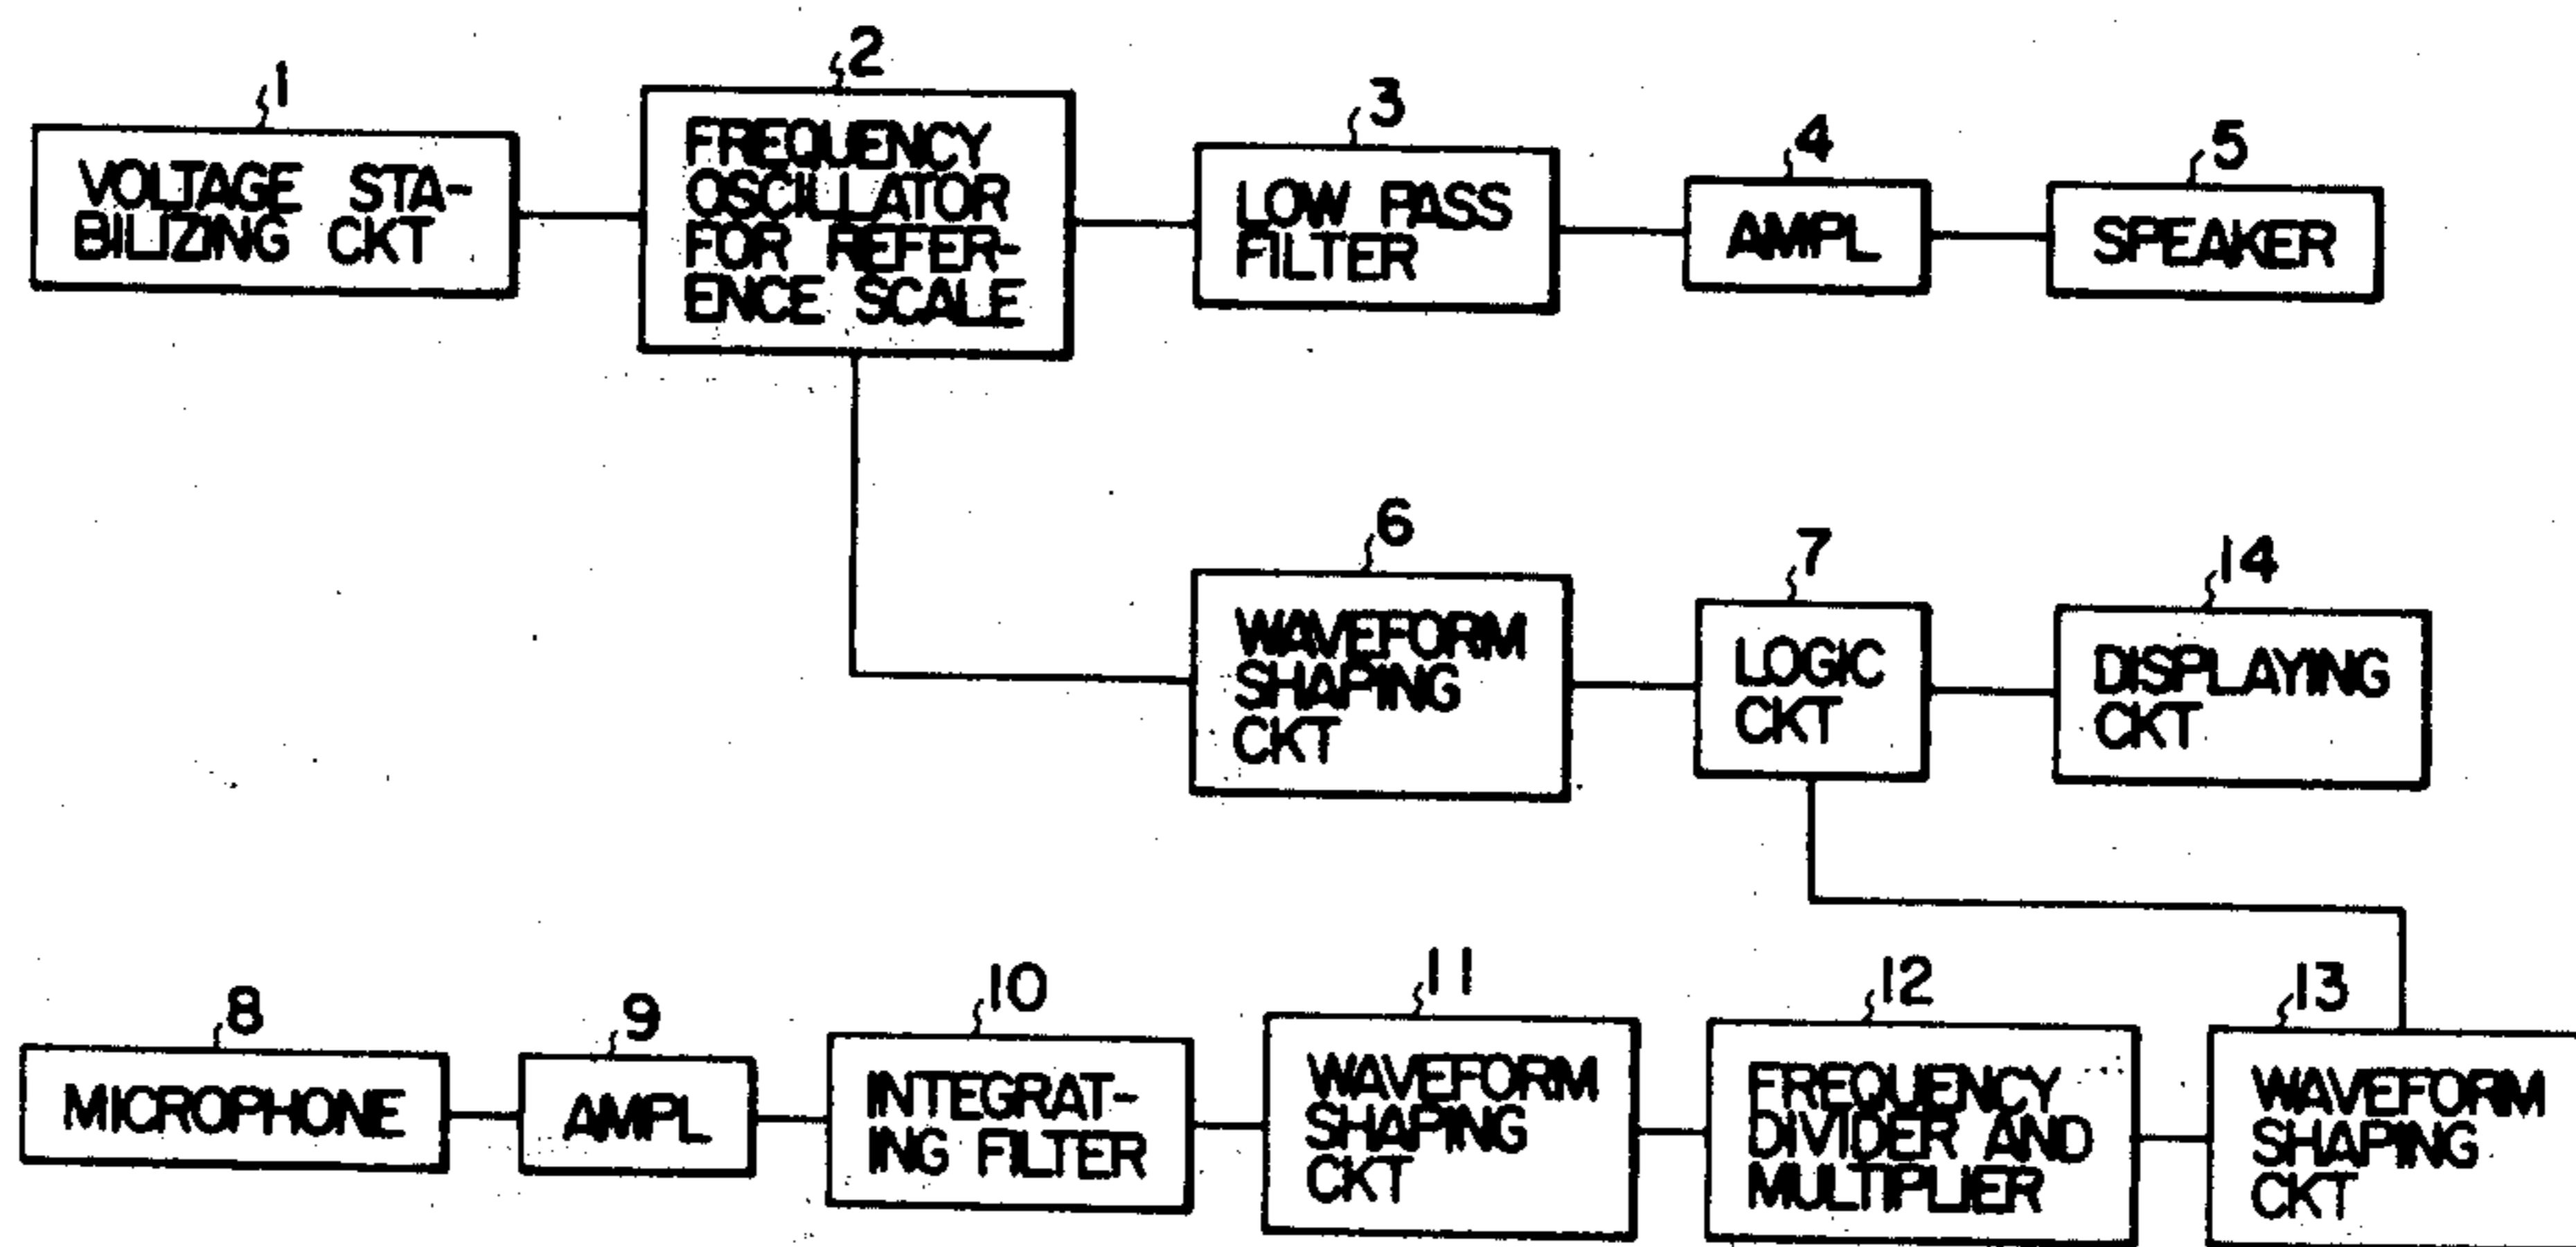 1
VOLTAGE STA-
BILIZING CKT
2
FREQUENCY
OSCILLATOR
FOR REFER-
ENCE SCALE
3
LOW PASS
FILTER
4
AMPL
5
SPEAKER
6
WAVEFORM
SHAPING
CKT
7
LOGIC
CKT
14
DISPLAYING
CKT
8
MICROPHONE
9
AMPL
10
INTEGRAT-
ING FILTER
11
WAVEFORM
SHAPING
CKT
12
FREQUENCY
DIVIDER AND
MULTIPLIER
13
WAVEFORM
SHAPING
CKT